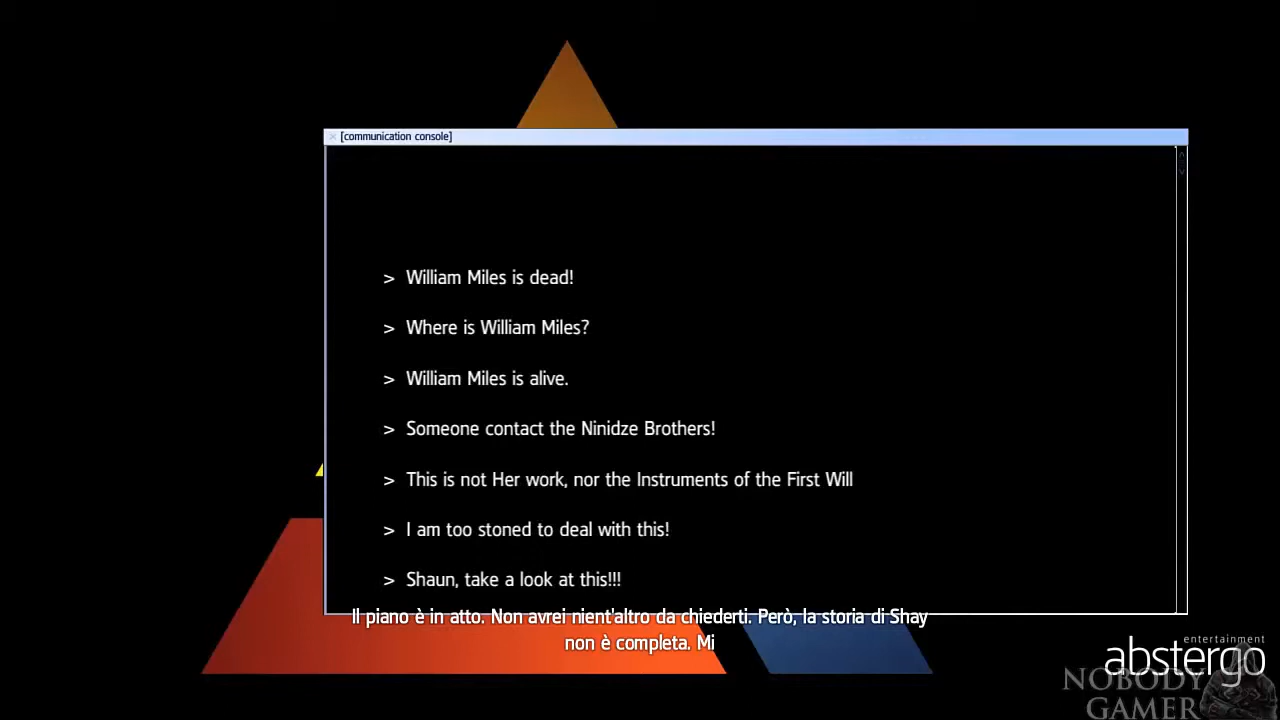 [communication console]
> William Miles is dead!
> Where is William Miles?
> William Miles is alive.
> Someone contact the Ninidze Brothers!
> This is not Her work, nor the Instruments of the First Will
> I am too stoned to deal with this!
> Shaun, take a look at this!!!
Il piano è in atto. Non avrei nient'altro da chiederti. Però, la storia di Shay
non è completa. Mi
entertainment
abstergo
NOBODY
GAMER